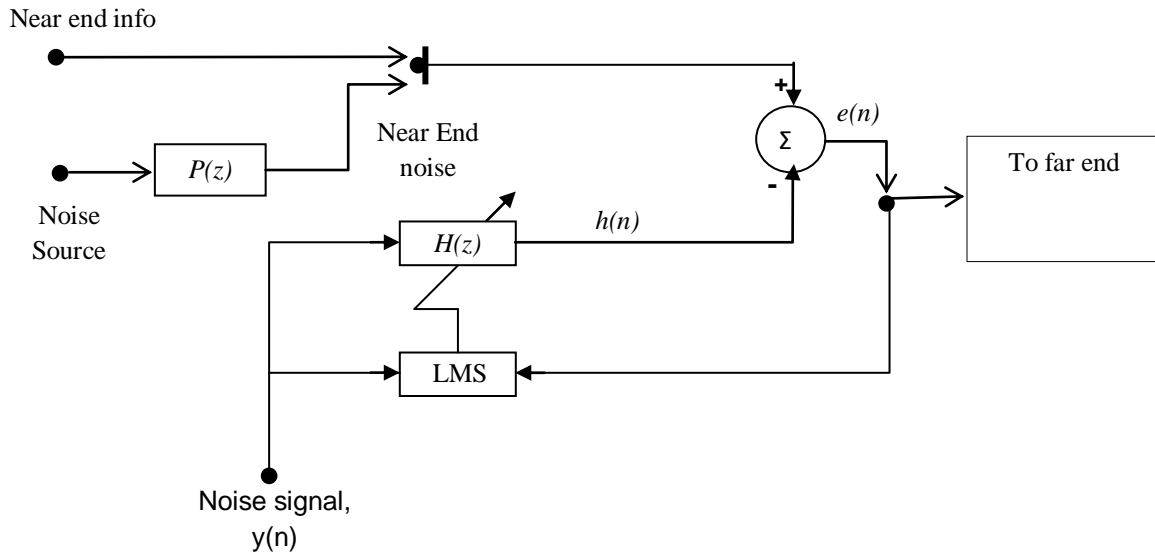 Near end info
+
e(n)
Σ
To far end
Near End
noise
P(z)
-
Noise
Source
h(n)
H(z)
LMS
Noise signal,
y(n)